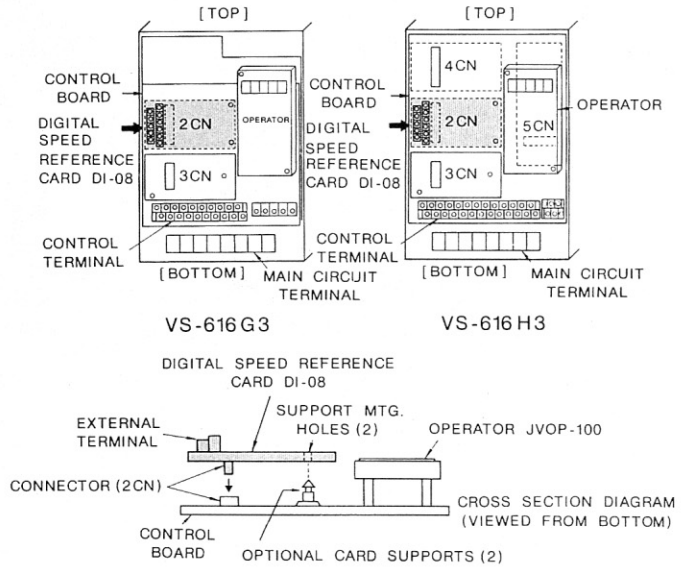 [TOP]
CONTROL
BOARD
DIGITAL
SPEED
REFERENCE
CARD DI-08
2CN
OPERATOR
3CN
CONTROL
TERMINAL
[BOTTOM]
MAIN CIRCUIT
TERMINAL
VS-616G3
[TOP]
CONTROL
BOARD
DIGITAL
SPEED
REFERENCE
CARD DI-08
4CN
2CN
5CN
3CN
OPERATOR
CONTROL
TERMINAL
[BOTTOM]
MAIN CIRCUIT
TERMINAL
VS-616H3
DIGITAL SPEED REFERENCE
CARD DI-08
EXTERNAL
TERMINAL
SUPPORT MTG.
HOLES (2)
OPERATOR JVOP-100
CONNECTOR (2CN)
CONTROL
BOARD
OPTIONAL CARD SUPPORTS (2)
CROSS SECTION DIAGRAM
(VIEWED FROM BOTTOM)